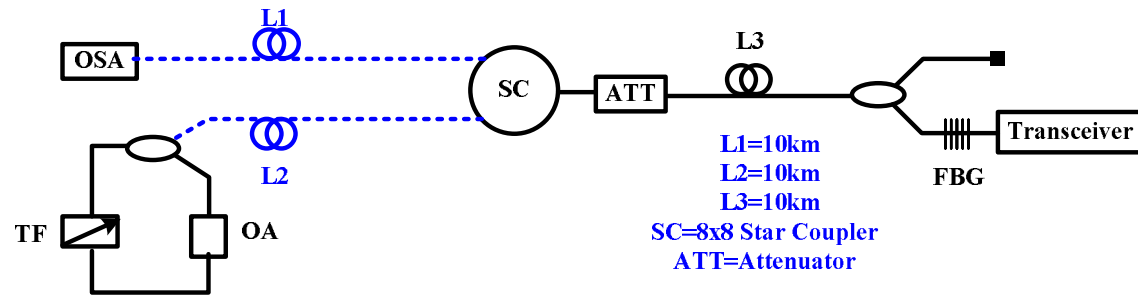 L1
OSA
SC
ATT
L3
L2
TF
OA
FBG
Transceiver
L1=10km
L2=10km
L3=10km
SC=8x8 Star Coupler
ATT=Attenuator